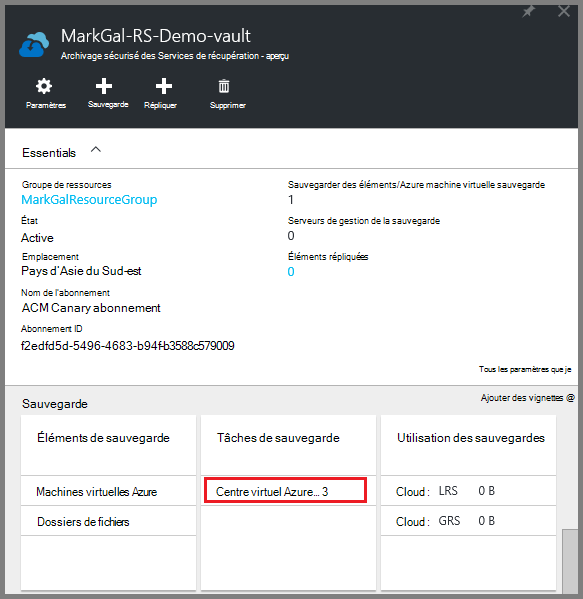 MarkGal-RS-Demo-vault
Archivage sécurisé des Services de récupération - aperçu
Paramètres Sauvegarde Répliquer Supprimer
Essentials
Groupe de ressources
MarkGalResourceGroup
État
Active
Emplacement
Pays d'Asie du Sud-est
Nom de l'abonnement
ACM Canary abonnement
Abonnement ID
f2edfd5d-5496-4683-b94fb3588c579009
Sauvegarder des éléments/Azure machine virtuelle sauvegarde
1
Serveurs de gestion de la sauvegarde
0
Éléments répliquées
0
Tous les paramètres que je
Sauvegarde
Ajouter des vignettes @
Éléments de sauvegarde
Machines virtuelles Azure
Dossiers de fichiers
Tâches de sauvegarde
Centre virtuel Azure... 3
Utilisation des sauvegardes
Cloud : LRS 0 B
Cloud : GRS 0 B